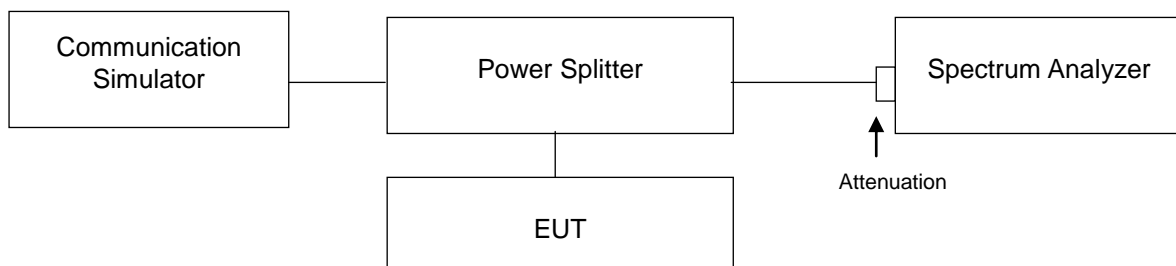 Communication
Simulator
Power Splitter
Spectrum Analyzer
Attenuation
EUT